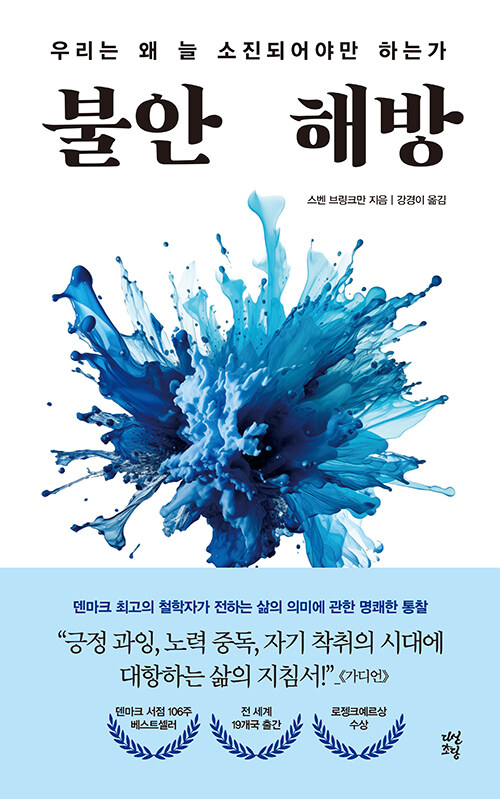 우리는 왜 늘 소진되어야만 하는가
불안 해방
스벤 브링크만 지음 | 강경이 옮김
덴마크 최고의 철학자가 전하는 삶의 의미에 관한 명쾌한 통찰
“긍정 과잉, 노력 중독, 자기 착취의 시대에
대항하는 삶의 지침서!”_《가디언》
덴마크 서점 106주
베스트셀러
전 세계
19개국 출간
로젱크예르상
수상
다산
초당